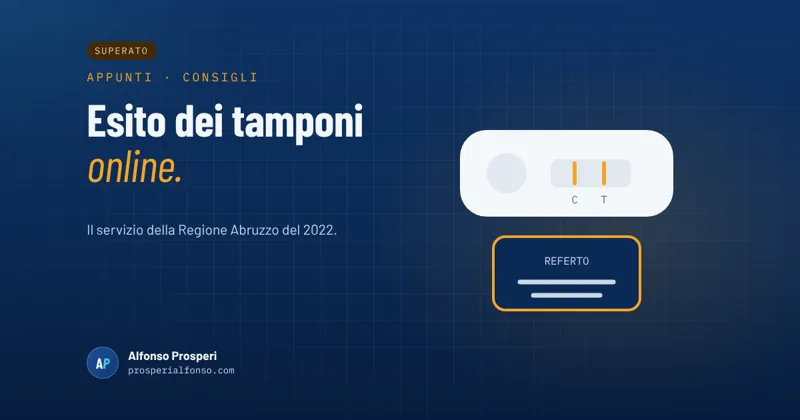 SUPERATO
APPUNTI · CONSIGLI
Esito dei tamponi
online.
Il servizio della Regione Abruzzo del 2022.
C T
REFERTO
AP
Alfonso Prosperi
prosperialfonso.com